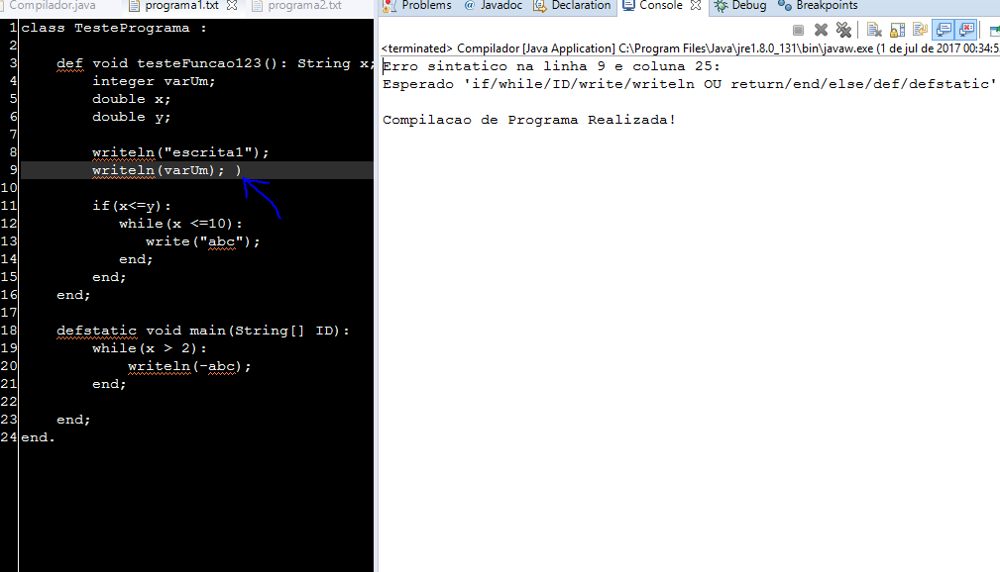 Compilador.java programa1.txt programa2.txt
Problems @ Javadoc Declaration Console Debug Breakpoints
<terminated> Compilador [Java Application] C:\Program Files\Java\jre1.8.0_131\bin\javaw.exe (1 de jul de 2017 00:34:5
Erro sintatico na linha 9 e coluna 25:
Esperado 'if/while/ID/write/writeln OU return/end/else/def/defstatic'
Compilacao de Programa Realizada!
1 class TestePrograma :
2
3 def void testeFuncao123(): String x;
4 integer varUm;
5 double x;
6 double y;
7
8 writeln("escrita1");
9 writeln(varUm); )
10
11 if(x<=y):
12 while(x <=10):
13 write("abc");
14 end;
15 end;
16 end;
17
18 defstatic void main(String[] ID):
19 while(x > 2):
20 writeln(-abc);
21 end;
22
23 end;
24 end.